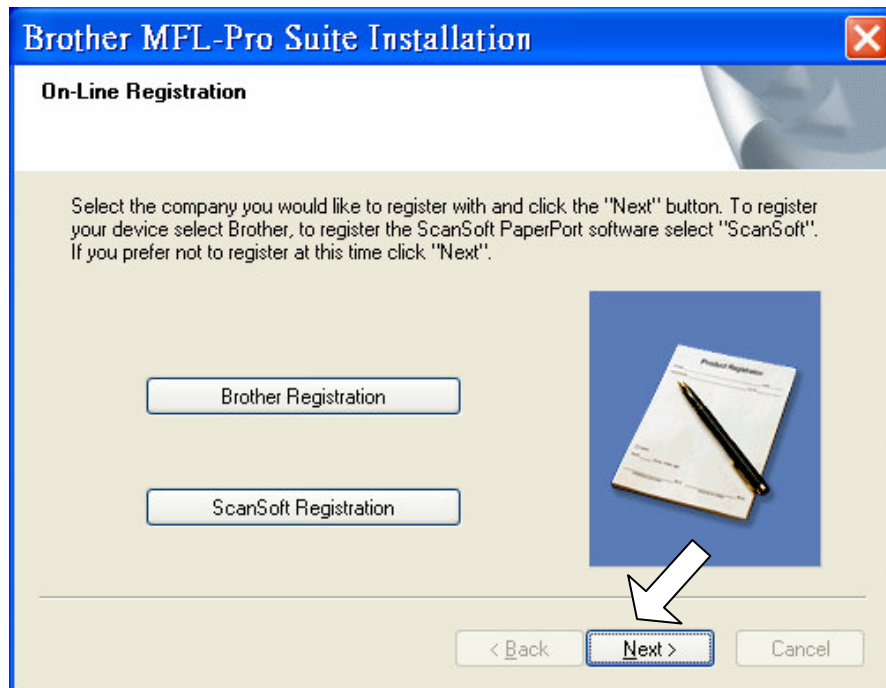 Brother MFL-Pro Suite Installation
On-Line Registration
Select the company you would like to register with and click the "Next" button. To register
your device select Brother, to register the ScanSoft PaperPort software select "ScanSoft".
If you prefer not to register at this time click "Next".
Product Registration
Brother Registration
ScanSoft Registration
< Back
Next >
Cancel